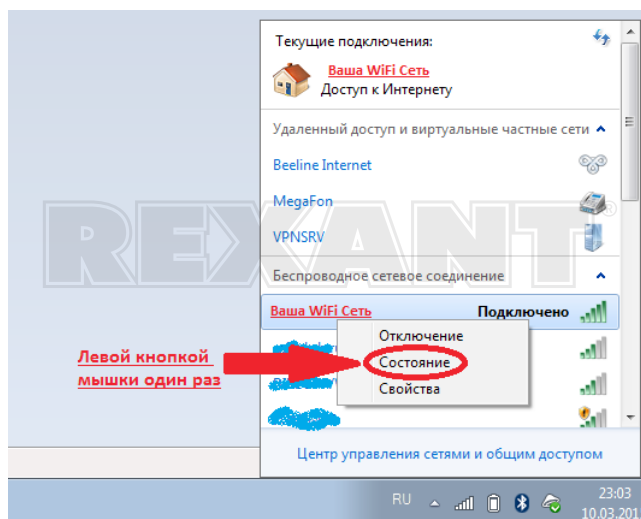 Текущие подключения:
Ваша WiFi Сеть
Доступ к Интернету
Удаленный доступ и виртуальные частные сети
Beeline Internet
MegaFon
VPNSRV
REXANT®
Беспроводное сетевое соединение
Ваша WiFi Сеть Подключено
Отключение
Левой кнопкой
мышки один раз
Состояние
Свойства
Центр управления сетями и общим доступом
RU
23:03
10.03.201